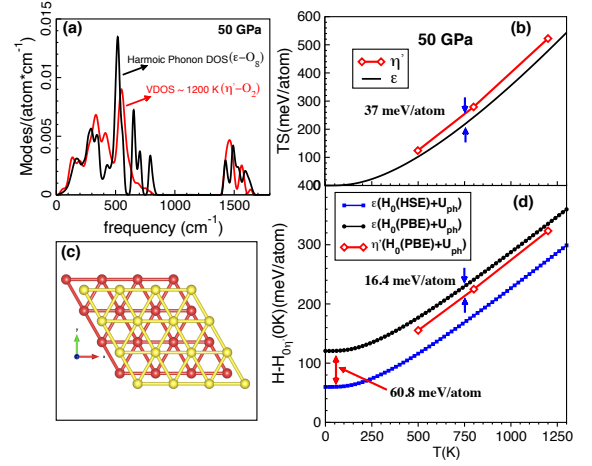 (a)
50 GPa
Harmoic Phonon DOS(ε−O₈)
VDOS ~ 1200 K(η'−O₂)
Modes/(atom*cm⁻¹)
0.015
0.01
0.005
0
0 500 1000 1500
frequency (cm⁻¹)
(b)
50 GPa
η'
ε
37 meV/atom
TS(meV/atom)
600
500
400
300
200
100
0
(c)
(d)
ε(H₀(HSE)+Uₚₕ)
ε(H₀(PBE)+Uₚₕ)
η'(H₀(PBE)+Uₚₕ)
16.4 meV/atom
60.8 meV/atom
H-H₀η'(0K)(meV/atom)
400
300
200
100
0
0 250 500 750 1000 1250
T(K)